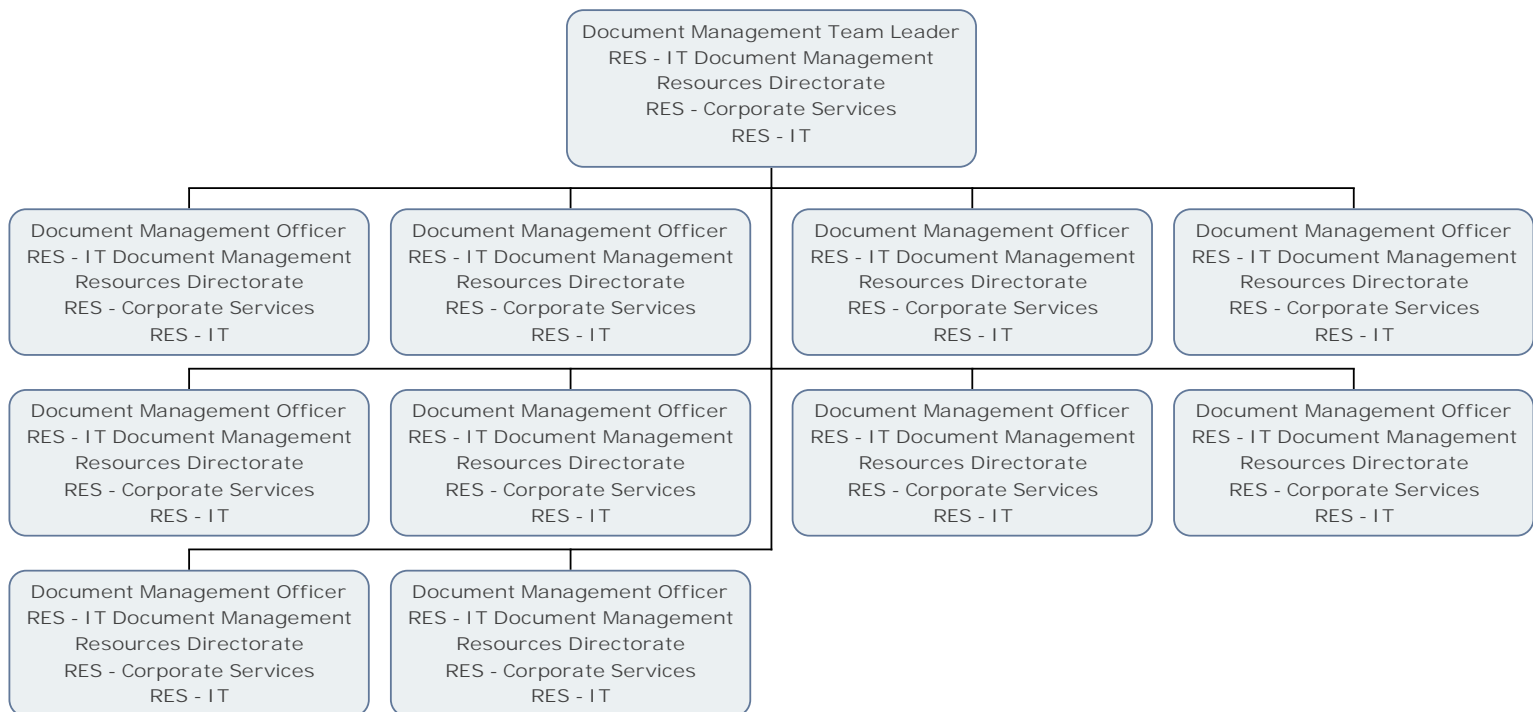 Document Management Team Leader
RES - IT Document Management
Resources Directorate
RES - Corporate Services
RES - IT
Document Management Officer
RES - IT Document Management
Resources Directorate
RES - Corporate Services
RES - IT
Document Management Officer
RES - IT Document Management
Resources Directorate
RES - Corporate Services
RES - IT
Document Management Officer
RES - IT Document Management
Resources Directorate
RES - Corporate Services
RES - IT
Document Management Officer
RES - IT Document Management
Resources Directorate
RES - Corporate Services
RES - IT
Document Management Officer
RES - IT Document Management
Resources Directorate
RES - Corporate Services
RES - IT
Document Management Officer
RES - IT Document Management
Resources Directorate
RES - Corporate Services
RES - IT
Document Management Officer
RES - IT Document Management
Resources Directorate
RES - Corporate Services
RES - IT
Document Management Officer
RES - IT Document Management
Resources Directorate
RES - Corporate Services
RES - IT
Document Management Officer
RES - IT Document Management
Resources Directorate
RES - Corporate Services
RES - IT
Document Management Officer
RES - IT Document Management
Resources Directorate
RES - Corporate Services
RES - IT